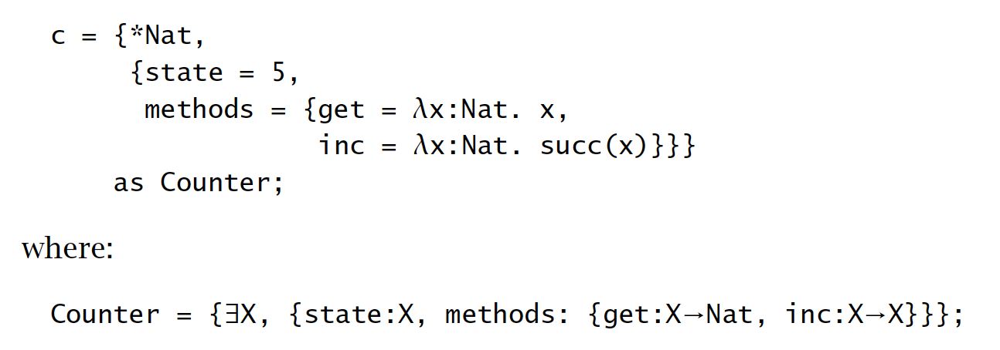 c = {*Nat,
{state = 5,
methods = {get = λx:Nat. x,
inc = λx:Nat. succ(x)}}}
as Counter;
where:
Counter = {∃X, {state:X, methods: {get:X→Nat, inc:X→X}}};